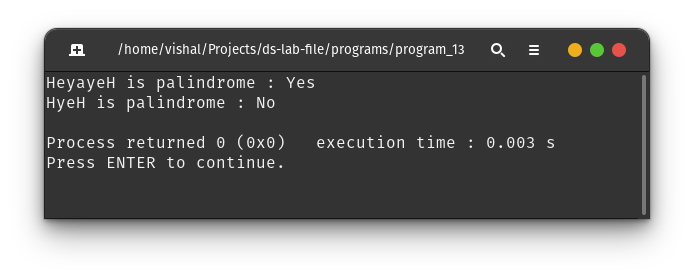 /home/vishal/Projects/ds-lab-file/programs/program_13
HeyayeH is palindrome : Yes
HyeH is palindrome : No
Process returned 0 (0x0)   execution time : 0.003 s
Press ENTER to continue.